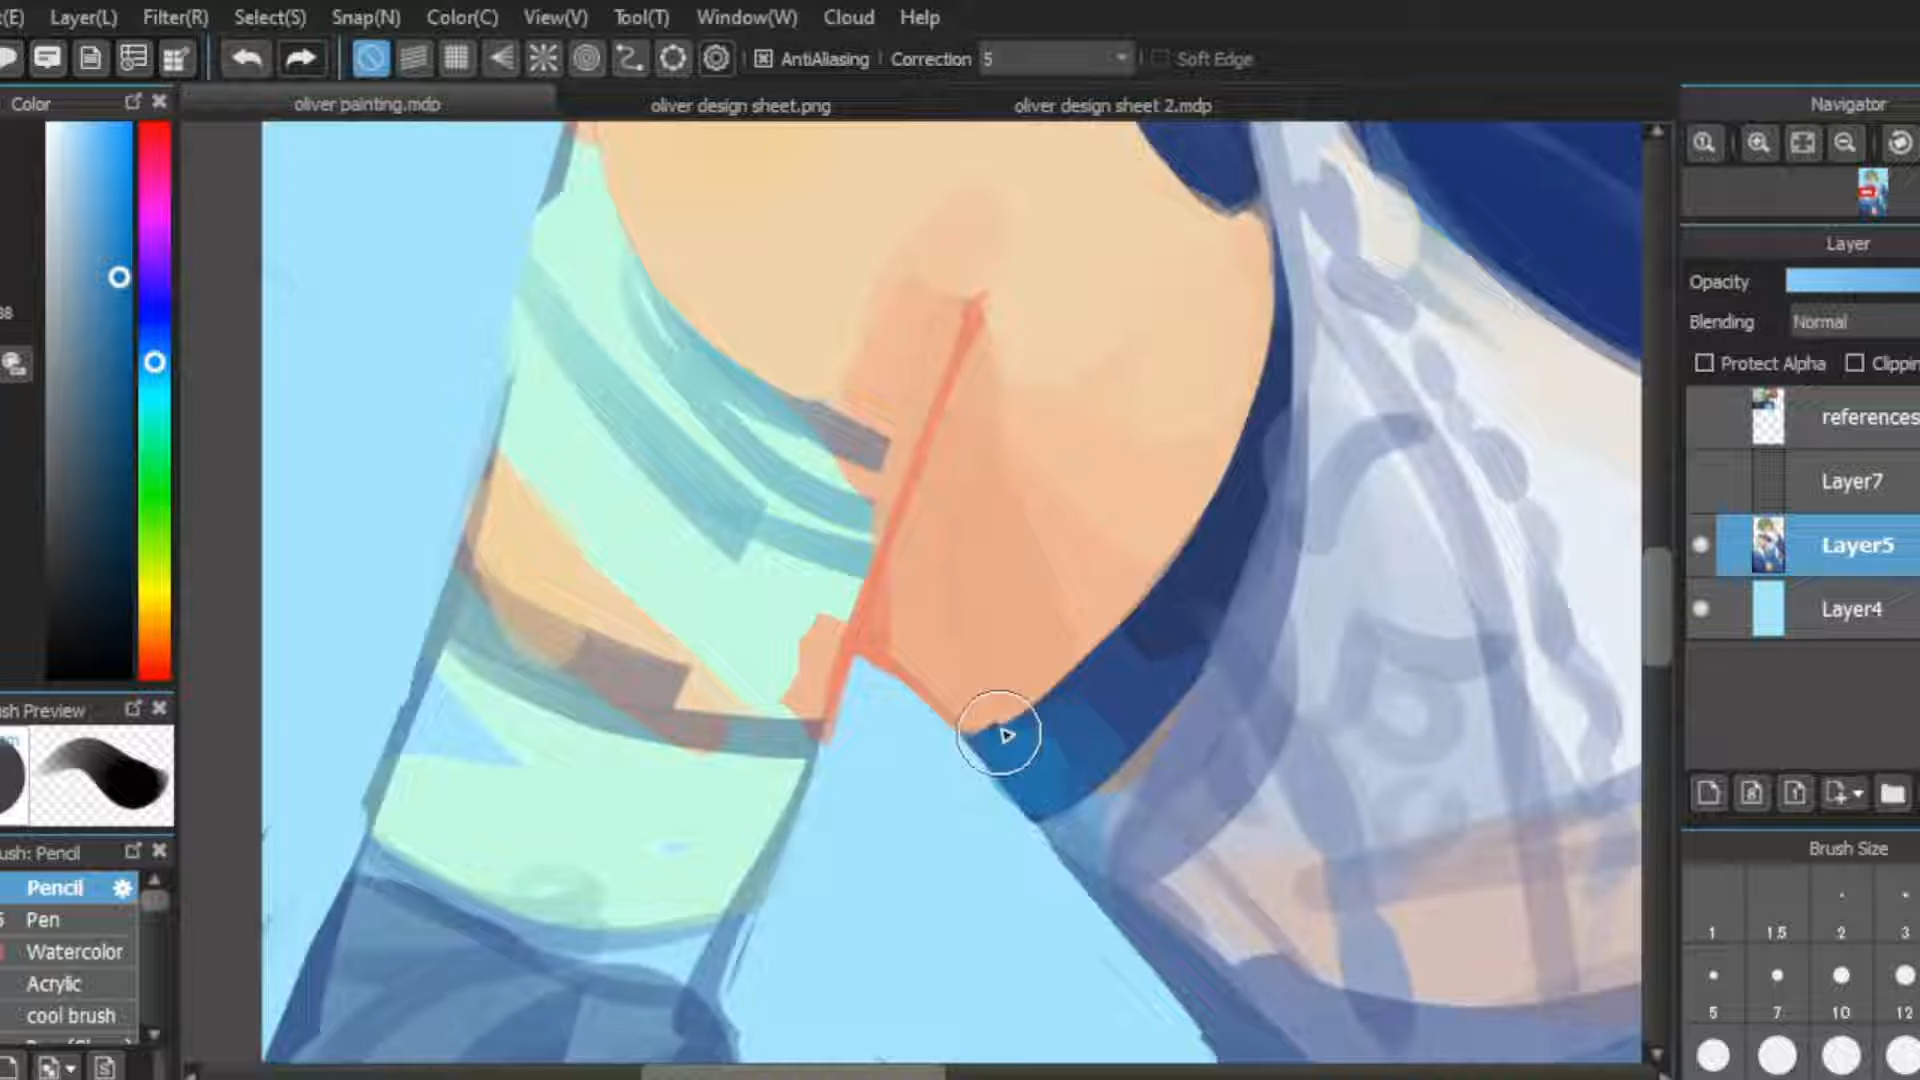 (E) Layer(L) Filter(R) Select(S) Snap(N) Color(C) View(V) Tool(T) Window(W) Cloud Help
AntiAliasing Correction 5 Soft Edge
Color
oliver painting.mdp oliver design sheet.png oliver design sheet 2.mdp
Navigator
Layer
Opacity
Blending Normal
Protect Alpha Clippin
references
Layer7
Layer5
Layer4
ush Preview
ush: Pencil
Pencil
Pen
Watercolor
Acrylic
cool brush
Brush Size
1 1.5 2 3
5 7 10 12